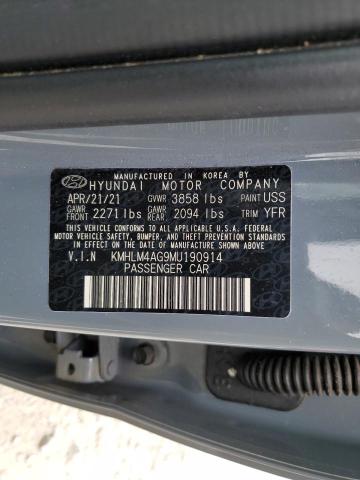 MANUFACTURED IN KOREA BY
HYUNDAI MOTOR COMPANY
APR/21/21 GVWR 3858 lbs PAINT USS
GAWR FRT. 2271 lbs GAWR REAR. 2094 lbs TRIM YFR
THIS VEHICLE CONFORMS TO ALL APPLICABLE U.S. FEDERAL
MOTOR VEHICLE SAFETY, BUMPER, AND THEFT PREVENTION
STANDARDS IN EFFECT ON THE DATE OF MANUFACTURE SHOWN ABOVE.
V.I.N KMHLM4AG9MU190914
PASSENGER CAR